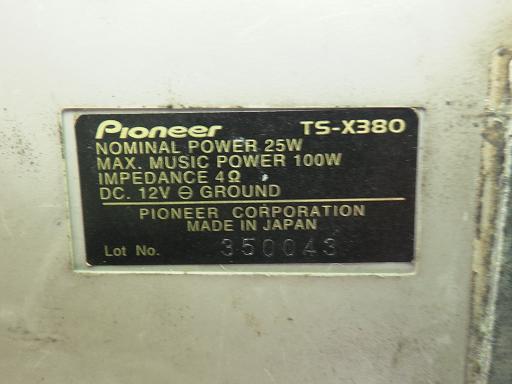 Pioneer TS-X380
NOMINAL POWER 25W
MAX. MUSIC POWER 100W
IMPEDANCE 4Ω
DC. 12V ⊖ GROUND
PIONEER CORPORATION
MADE IN JAPAN
Lot No. 350043